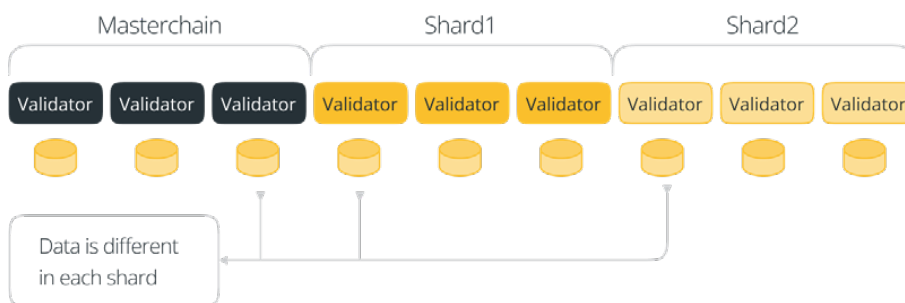 Masterchain Shard1 Shard2
Validator Validator Validator Validator Validator Validator Validator Validator Validator
Data is different
in each shard